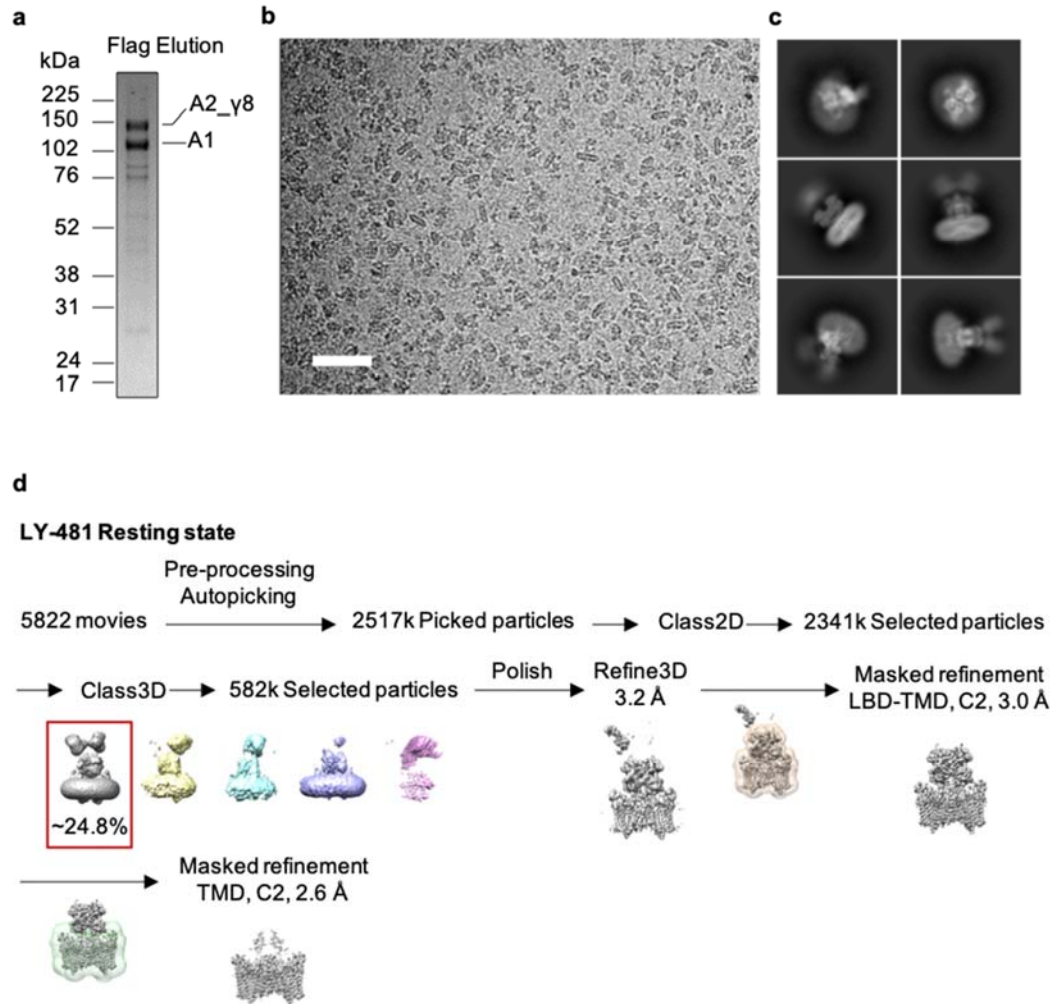 a
Flag Elution
kDa
225
150
102
76
52
38
31
24
17
A2_γ8
A1
b
c
d
LY-481 Resting state
5822 movies
Pre-processing
Autopicking
2517k Picked particles
Class2D
2341k Selected particles
Class3D
582k Selected particles
Polish
Refine3D
3.2 Å
Masked refinement
LBD-TMD, C2, 3.0 Å
~24.8%
Masked refinement
TMD, C2, 2.6 Å